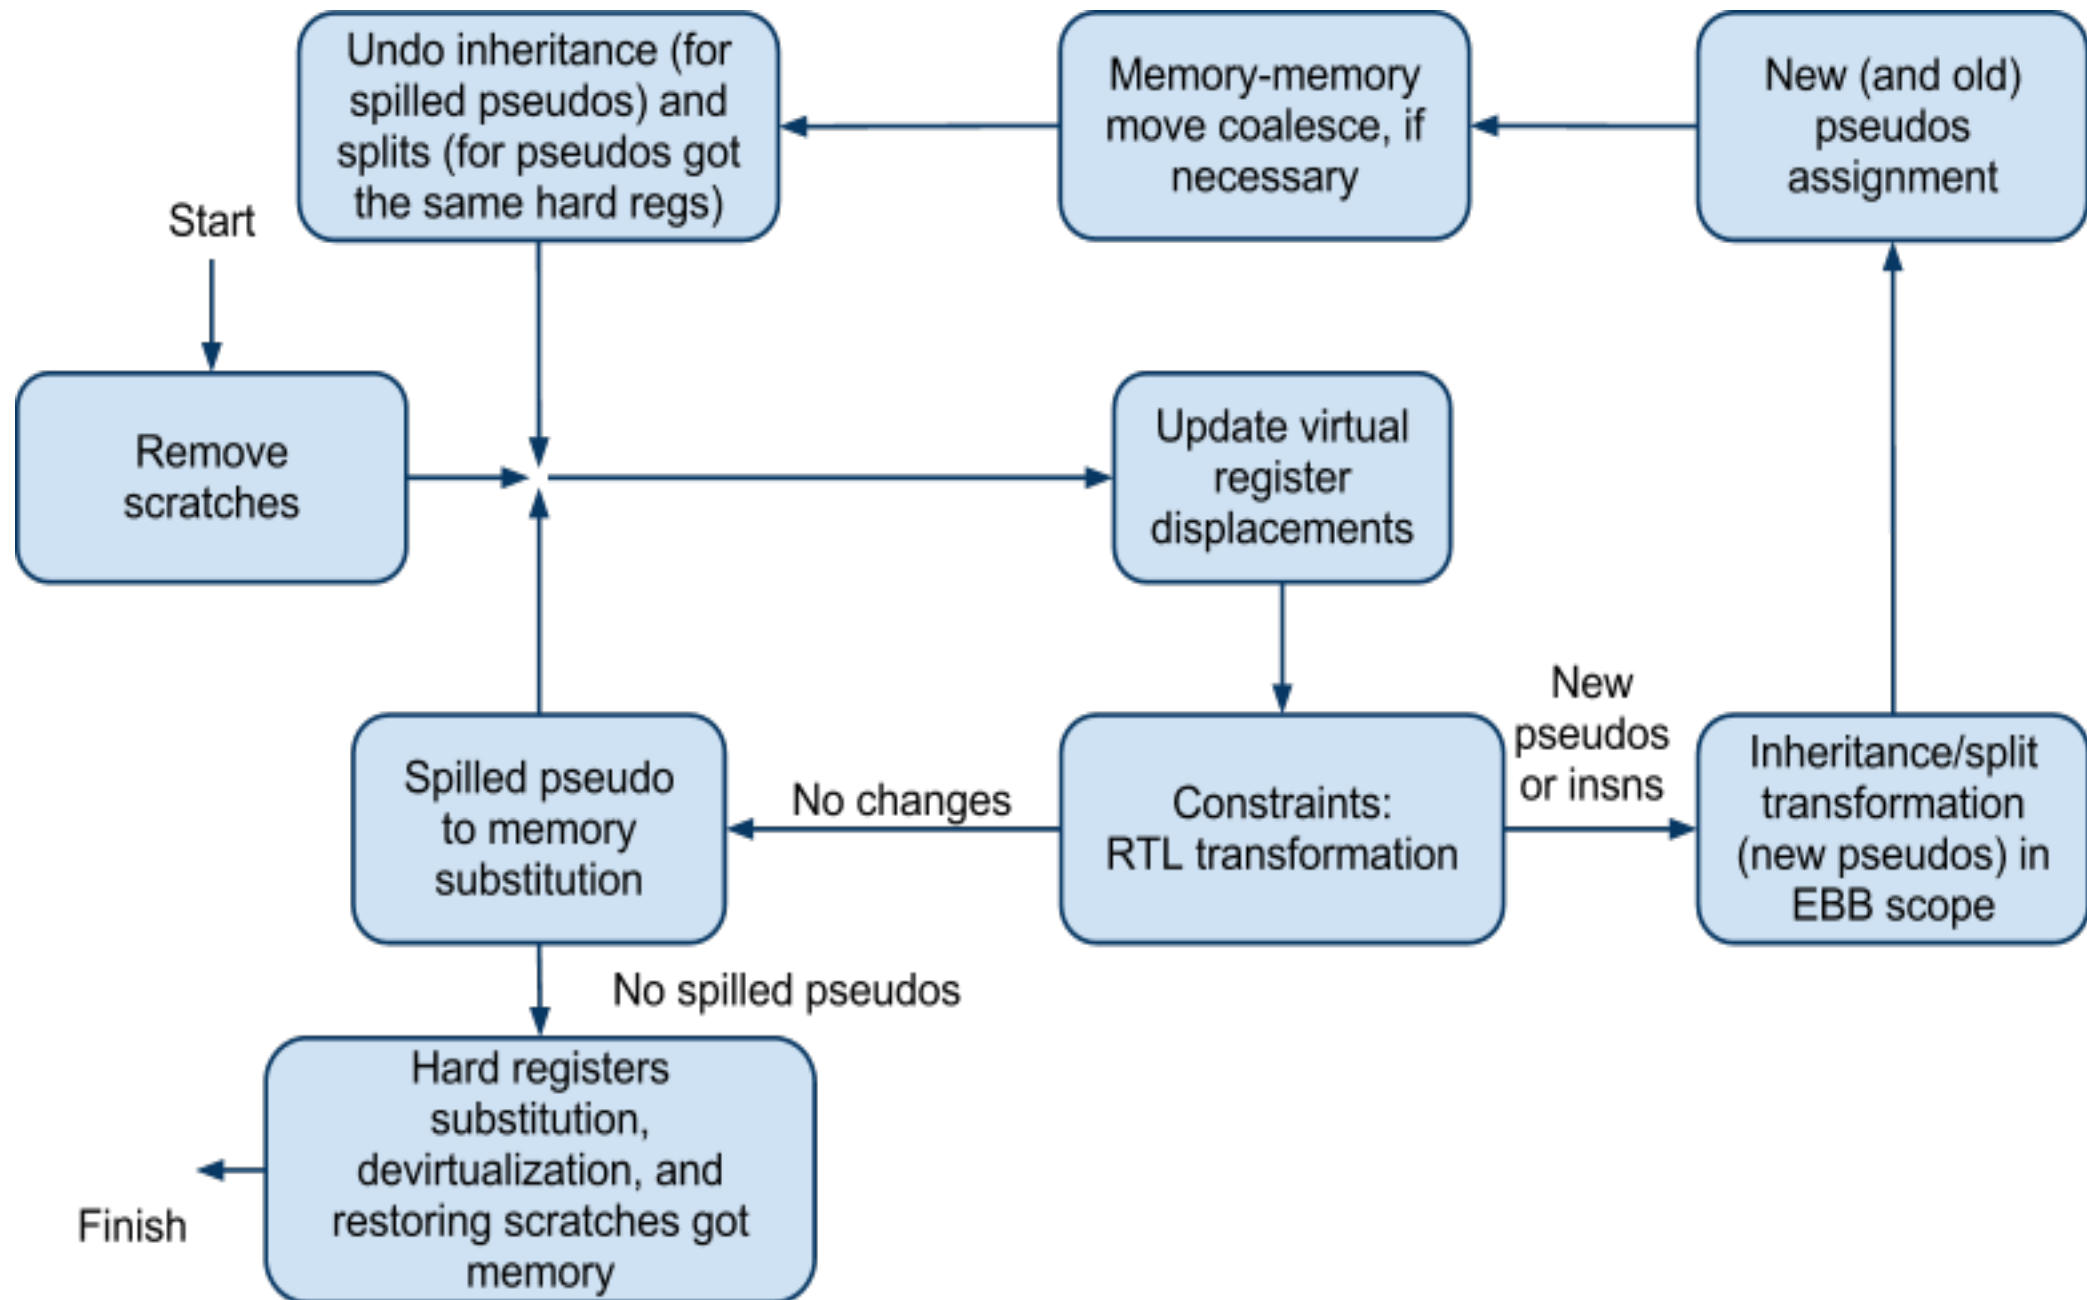 Undo inheritance (for
spilled pseudos) and
splits (for pseudos got
the same hard regs)
Memory-memory
move coalesce, if
necessary
New (and old)
pseudos
assignment
Start
Remove
scratches
Update virtual
register
displacements
Spilled pseudo
to memory
substitution
No changes
Constraints:
RTL transformation
New
pseudos
or insns
Inheritance/split
transformation
(new pseudos) in
EBB scope
No spilled pseudos
Hard registers
substitution,
devirtualization, and
restoring scratches got
memory
Finish